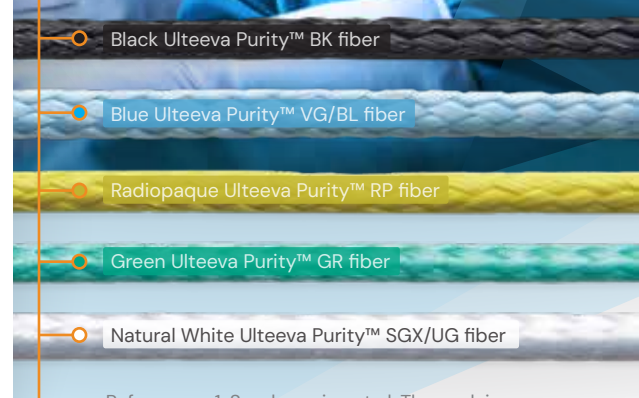 Black Ulteeva Purity™ BK fiber
Blue Ulteeva Purity™ VG/BL fiber
Radiopaque Ulteeva Purity™ RP fiber
Green Ulteeva Purity™ GR fiber
Natural White Ulteeva Purity™ SGX/UG fiber